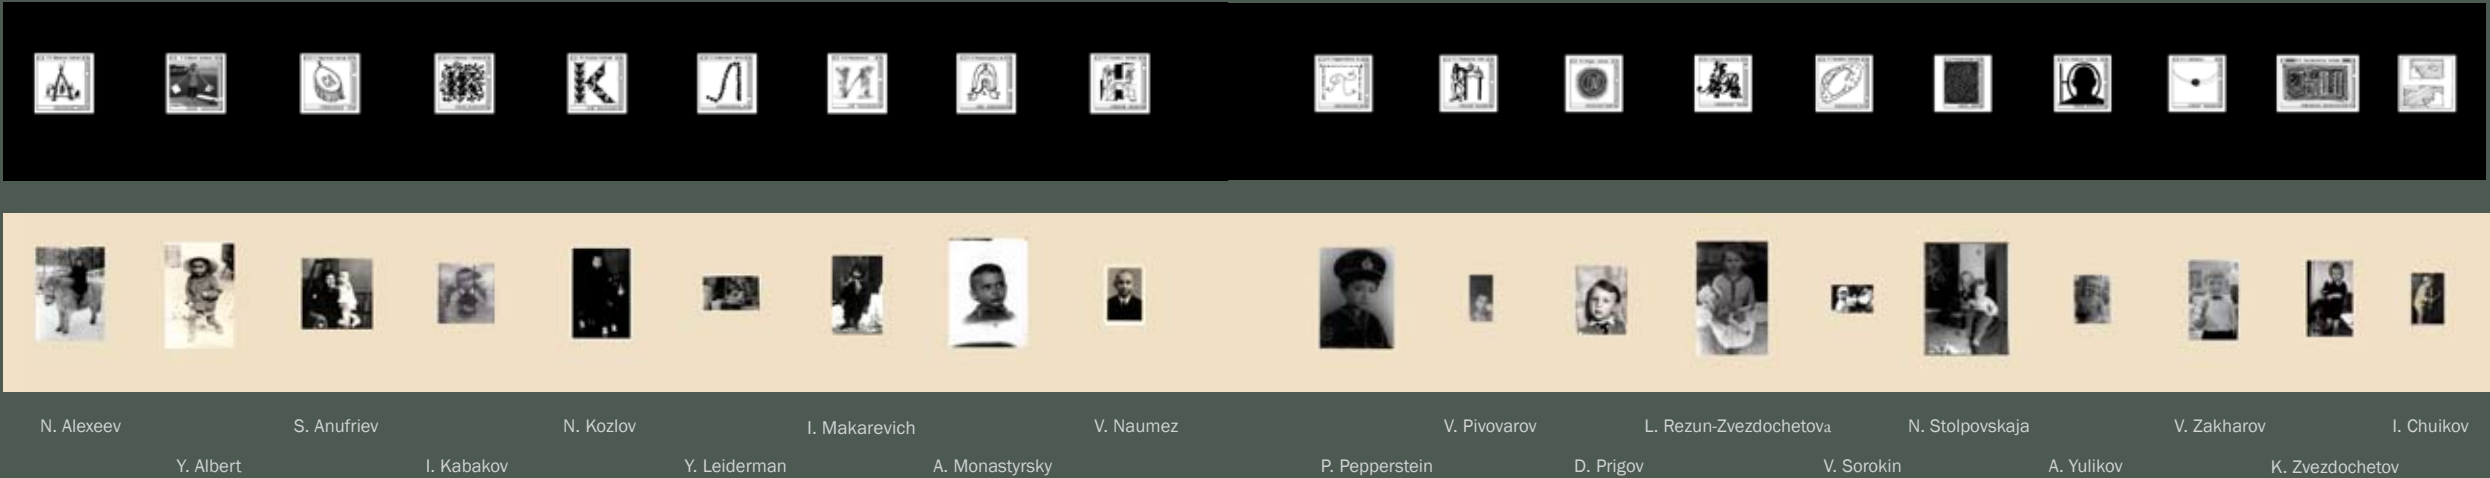 N. Alexeev
S. Anufriev
N. Kozlov
I. Makarevich
V. Naumez
V. Pivovarov
L. Rezun-Zvezdochetovа
N. Stolpovskaja
V. Zakharov
I. Chuikov
Y. Albert
I. Kabakov
Y. Leiderman
A. Monastyrsky
P. Pepperstein
D. Prigov
V. Sorokin
A. Yulikov
K. Zvezdochetov